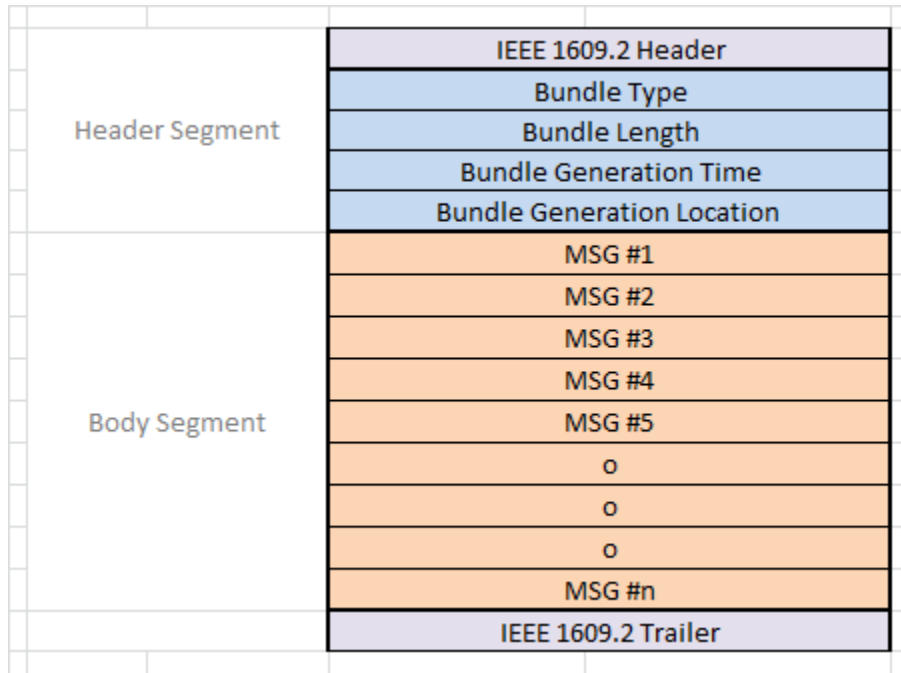 IEEE 1609.2 Header
Header Segment
Bundle Type
Bundle Length
Bundle Generation Time
Bundle Generation Location
Body Segment
MSG #1
MSG #2
MSG #3
MSG #4
MSG #5
o
o
o
MSG #n
IEEE 1609.2 Trailer